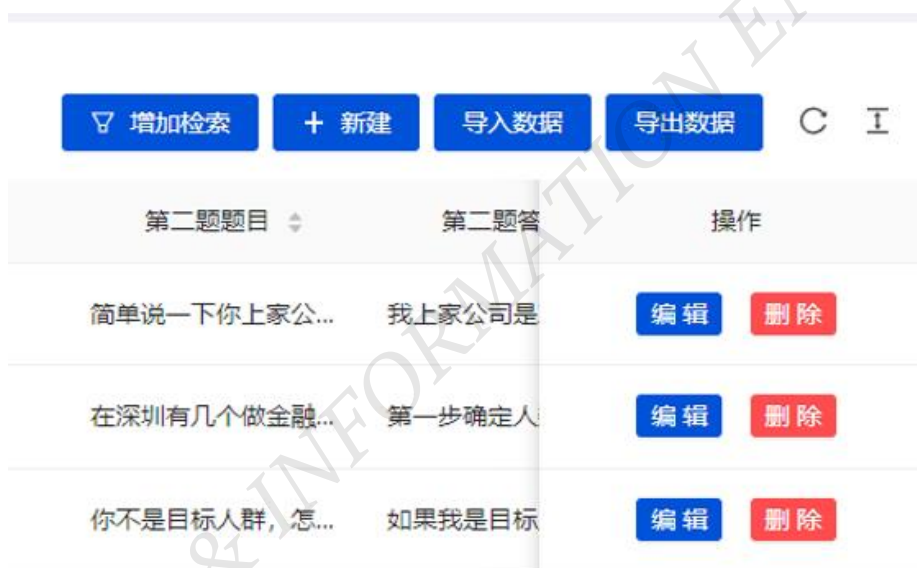 增加检索 + 新建 导入数据 导出数据
第二题题目 第二题答 操作
简单说一下你上家公... 我上家公司是 编辑 删除
在深圳有几个做金融... 第一步确定人 编辑 删除
你不是目标人群，怎... 如果我是目标 编辑 删除
& INFORMATION